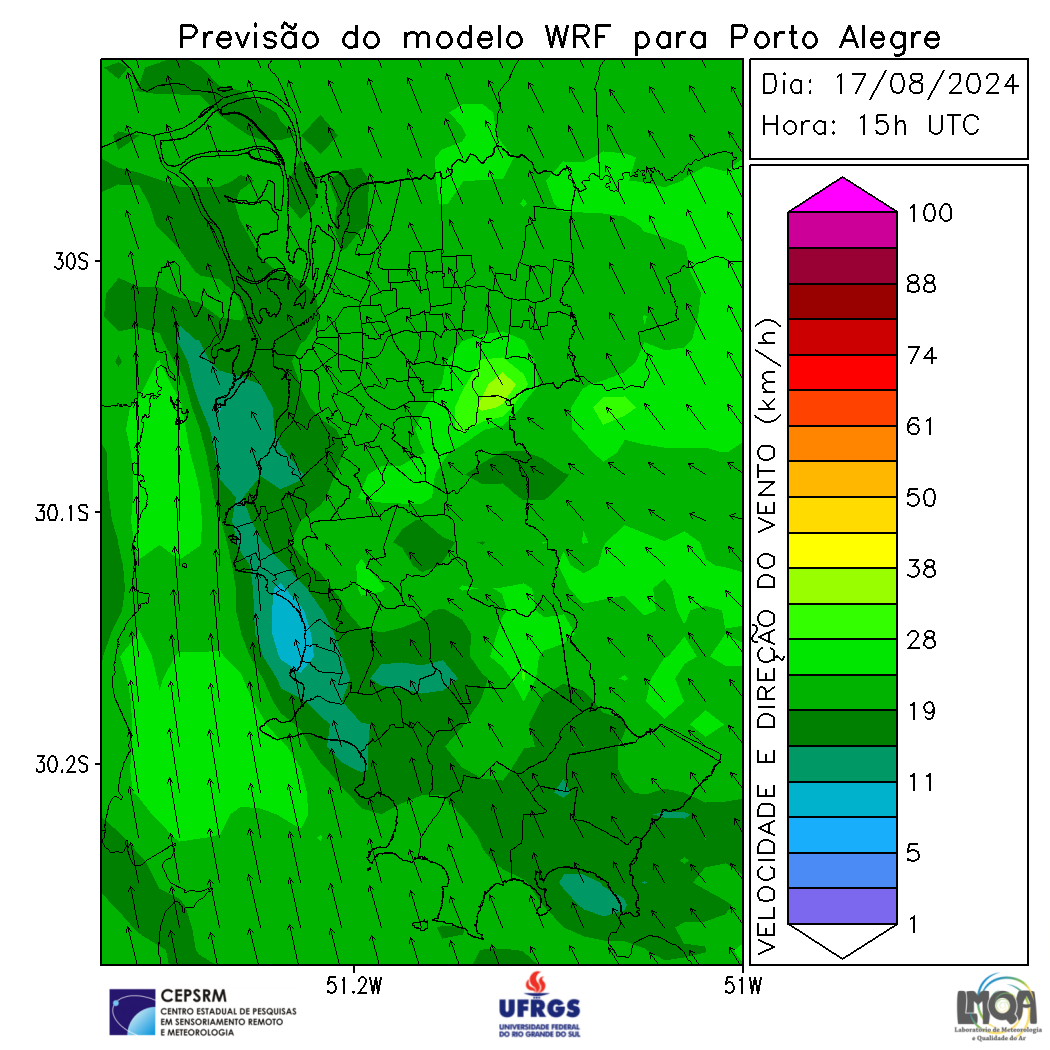 Previsão do modelo WRF para Porto Alegre
Dia: 17/08/2024
Hora: 15h UTC
30S
30.1S
30.2S
51.2W
51W
VELOCIDADE E DIREÇÃO DO VENTO (km/h)
100
88
74
61
50
38
28
19
11
5
1
CEPSRM
CENTRO ESTADUAL DE PESQUISAS
EM SENSORIAMENTO REMOTO
E METEOROLOGIA
UFRGS
UNIVERSIDADE FEDERAL
DO RIO GRANDE DO SUL
LMQA
Laboratório de Meteorologia
e Qualidade do Ar